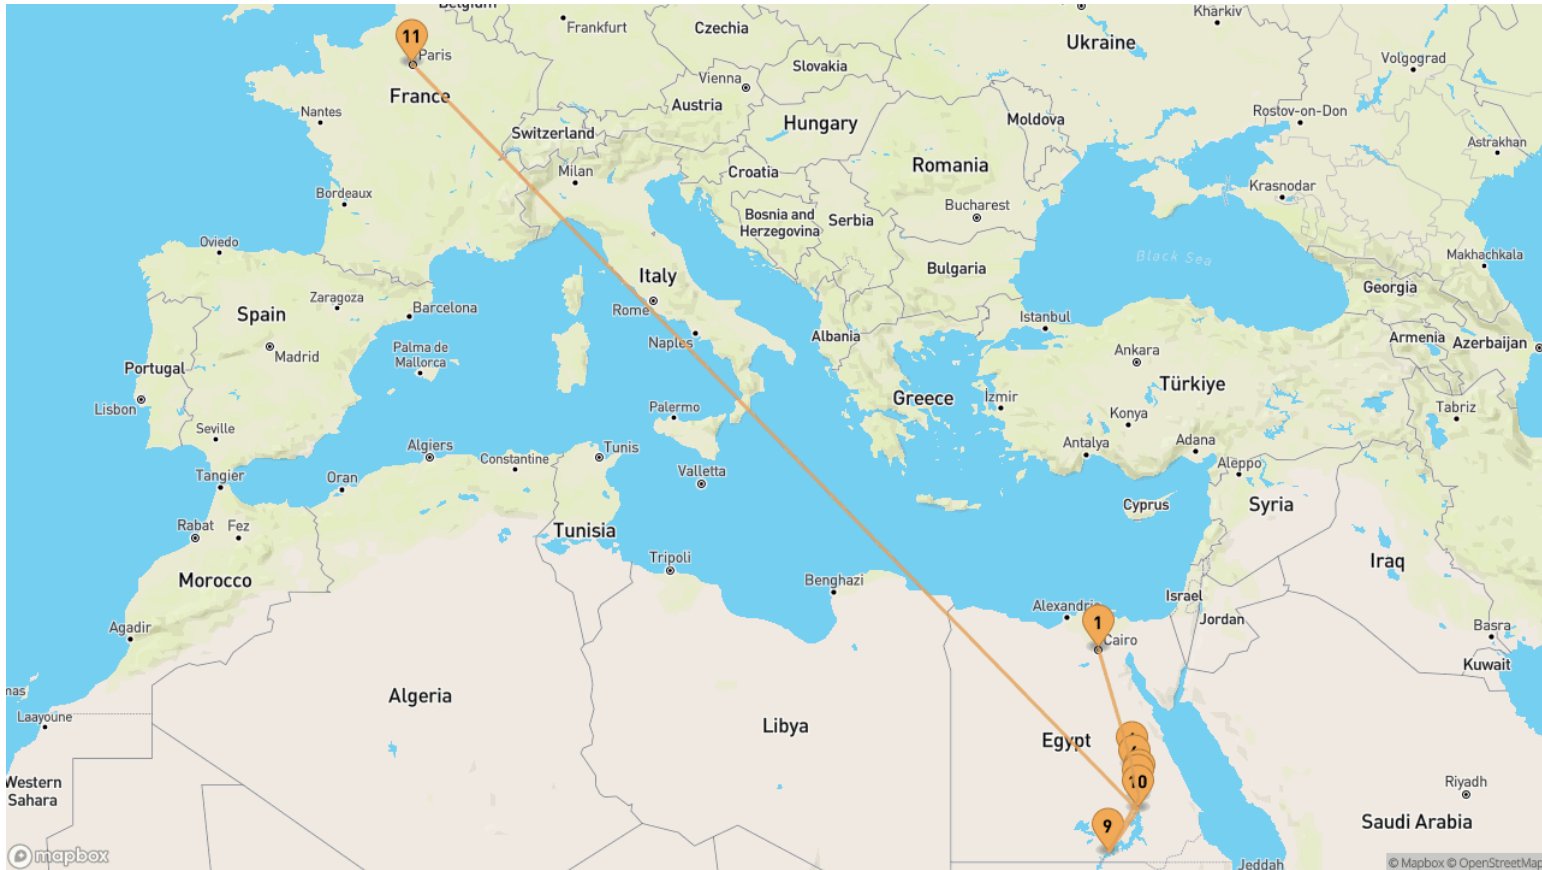 Belgium
Kharkiv
11
Paris
Frankfurt
Czechia
Ukraine
Volgograd
France
Slovakia
Vienna
Austria
Nantes
Switzerland
Hungary
Moldova
Rostov-on-Don
Astrakhan
Milan
Croatia
Romania
Krasnodar
Bordeaux
Bosnia and
Herzegovina
Serbia
Bucharest
Oviedo
Black Sea
Makhachkala
Italy
Bulgaria
Georgia
Zaragoza
Barcelona
Spain
Rome
Istanbul
Madrid
Palma de
Mallorca
Naples
Albania
Ankara
Armenia
Azerbaijan
Portugal
Türkiye
Lisbon
Palermo
Greece
İzmir
Konya
Tabriz
Seville
Algiers
Constantine
Tunis
Antalya
Adana
Tangier
Oran
Valletta
Aleppo
Cyprus
Syria
Rabat
Fez
Tunisia
Tripoli
Iraq
Morocco
Benghazi
Alexandria
Israel
Jordan
Agadir
1
Cairo
Basra
Kuwait
Algeria
Libya
Laayoune
Egypt
Western
Sahara
10
Riyadh
9
Saudi Arabia
mapbox
Jeddah
© Mapbox © OpenStreetMap